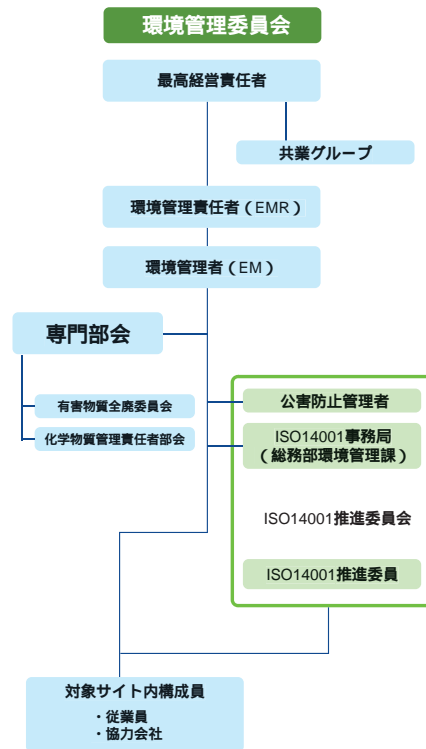 環境管理委員会
最高経営責任者
共業グループ
環境管理責任者（EMR）
環境管理者（EM）
専門部会
有害物質全廃委員会
化学物質管理責任者部会
公害防止管理者
ISO14001事務局
（総務部環境管理課）
ISO14001推進委員会
ISO14001推進委員
対象サイト内構成員
・従業員
・協力会社